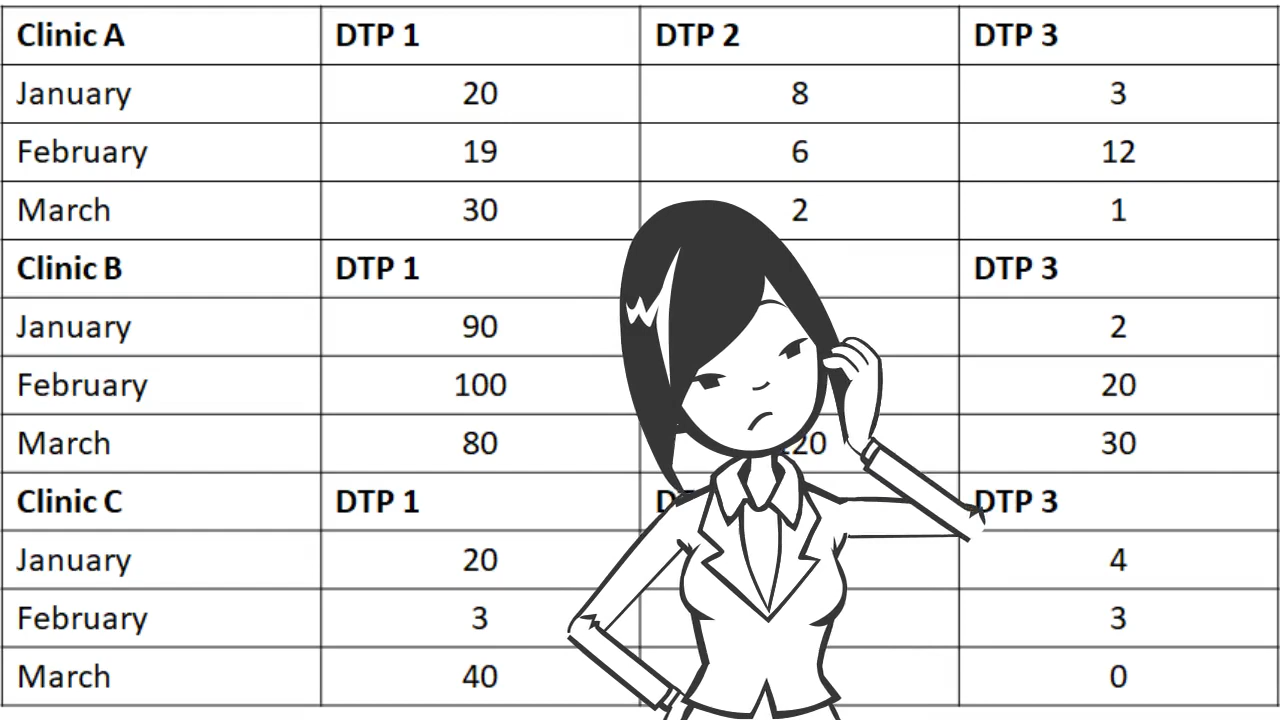 Clinic A DTP 1 DTP 2 DTP 3
January 20 8 3
February 19 6 12
March 30 2 1
Clinic B DTP 1 DTP 3
January 90 2
February 100 20
March 80 30
Clinic C DTP 1 DTP 3
January 20 4
February 3 3
March 40 0